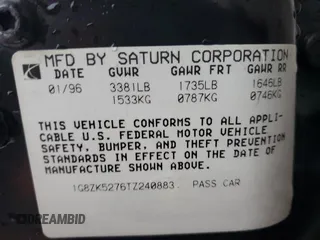 MFD BY SATURN CORPORATION
DATE GVWR GAWR FRT GAWR RR
01/96 3381LB 1735LB 1646LB
1533KG 0787KG 0746KG
THIS VEHICLE CONFORMS TO ALL APPLI-
CABLE U.S. FEDERAL MOTOR VEHICLE
SAFETY, BUMPER, AND THEFT PREVENTION
STANDARDS IN EFFECT ON THE DATE OF
MANUFACTURE SHOWN ABOVE.
1G8ZK5276TZ240883. PASS CAR
DREAMBID